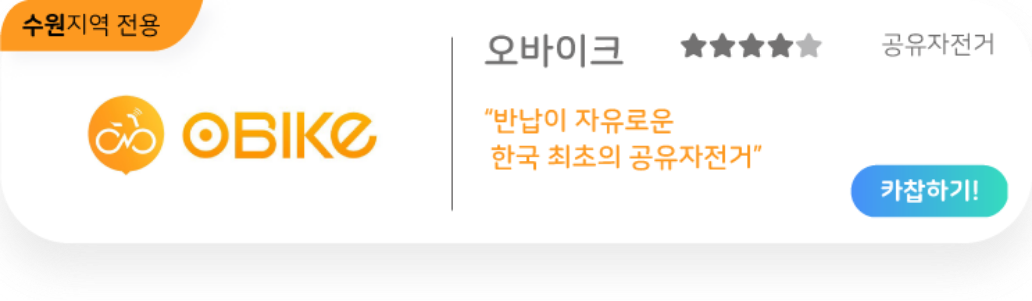 수원지역 전용
오바이크
공유자전거
OBIKE
“반납이 자유로운
한국 최초의 공유자전거”
카찹하기!